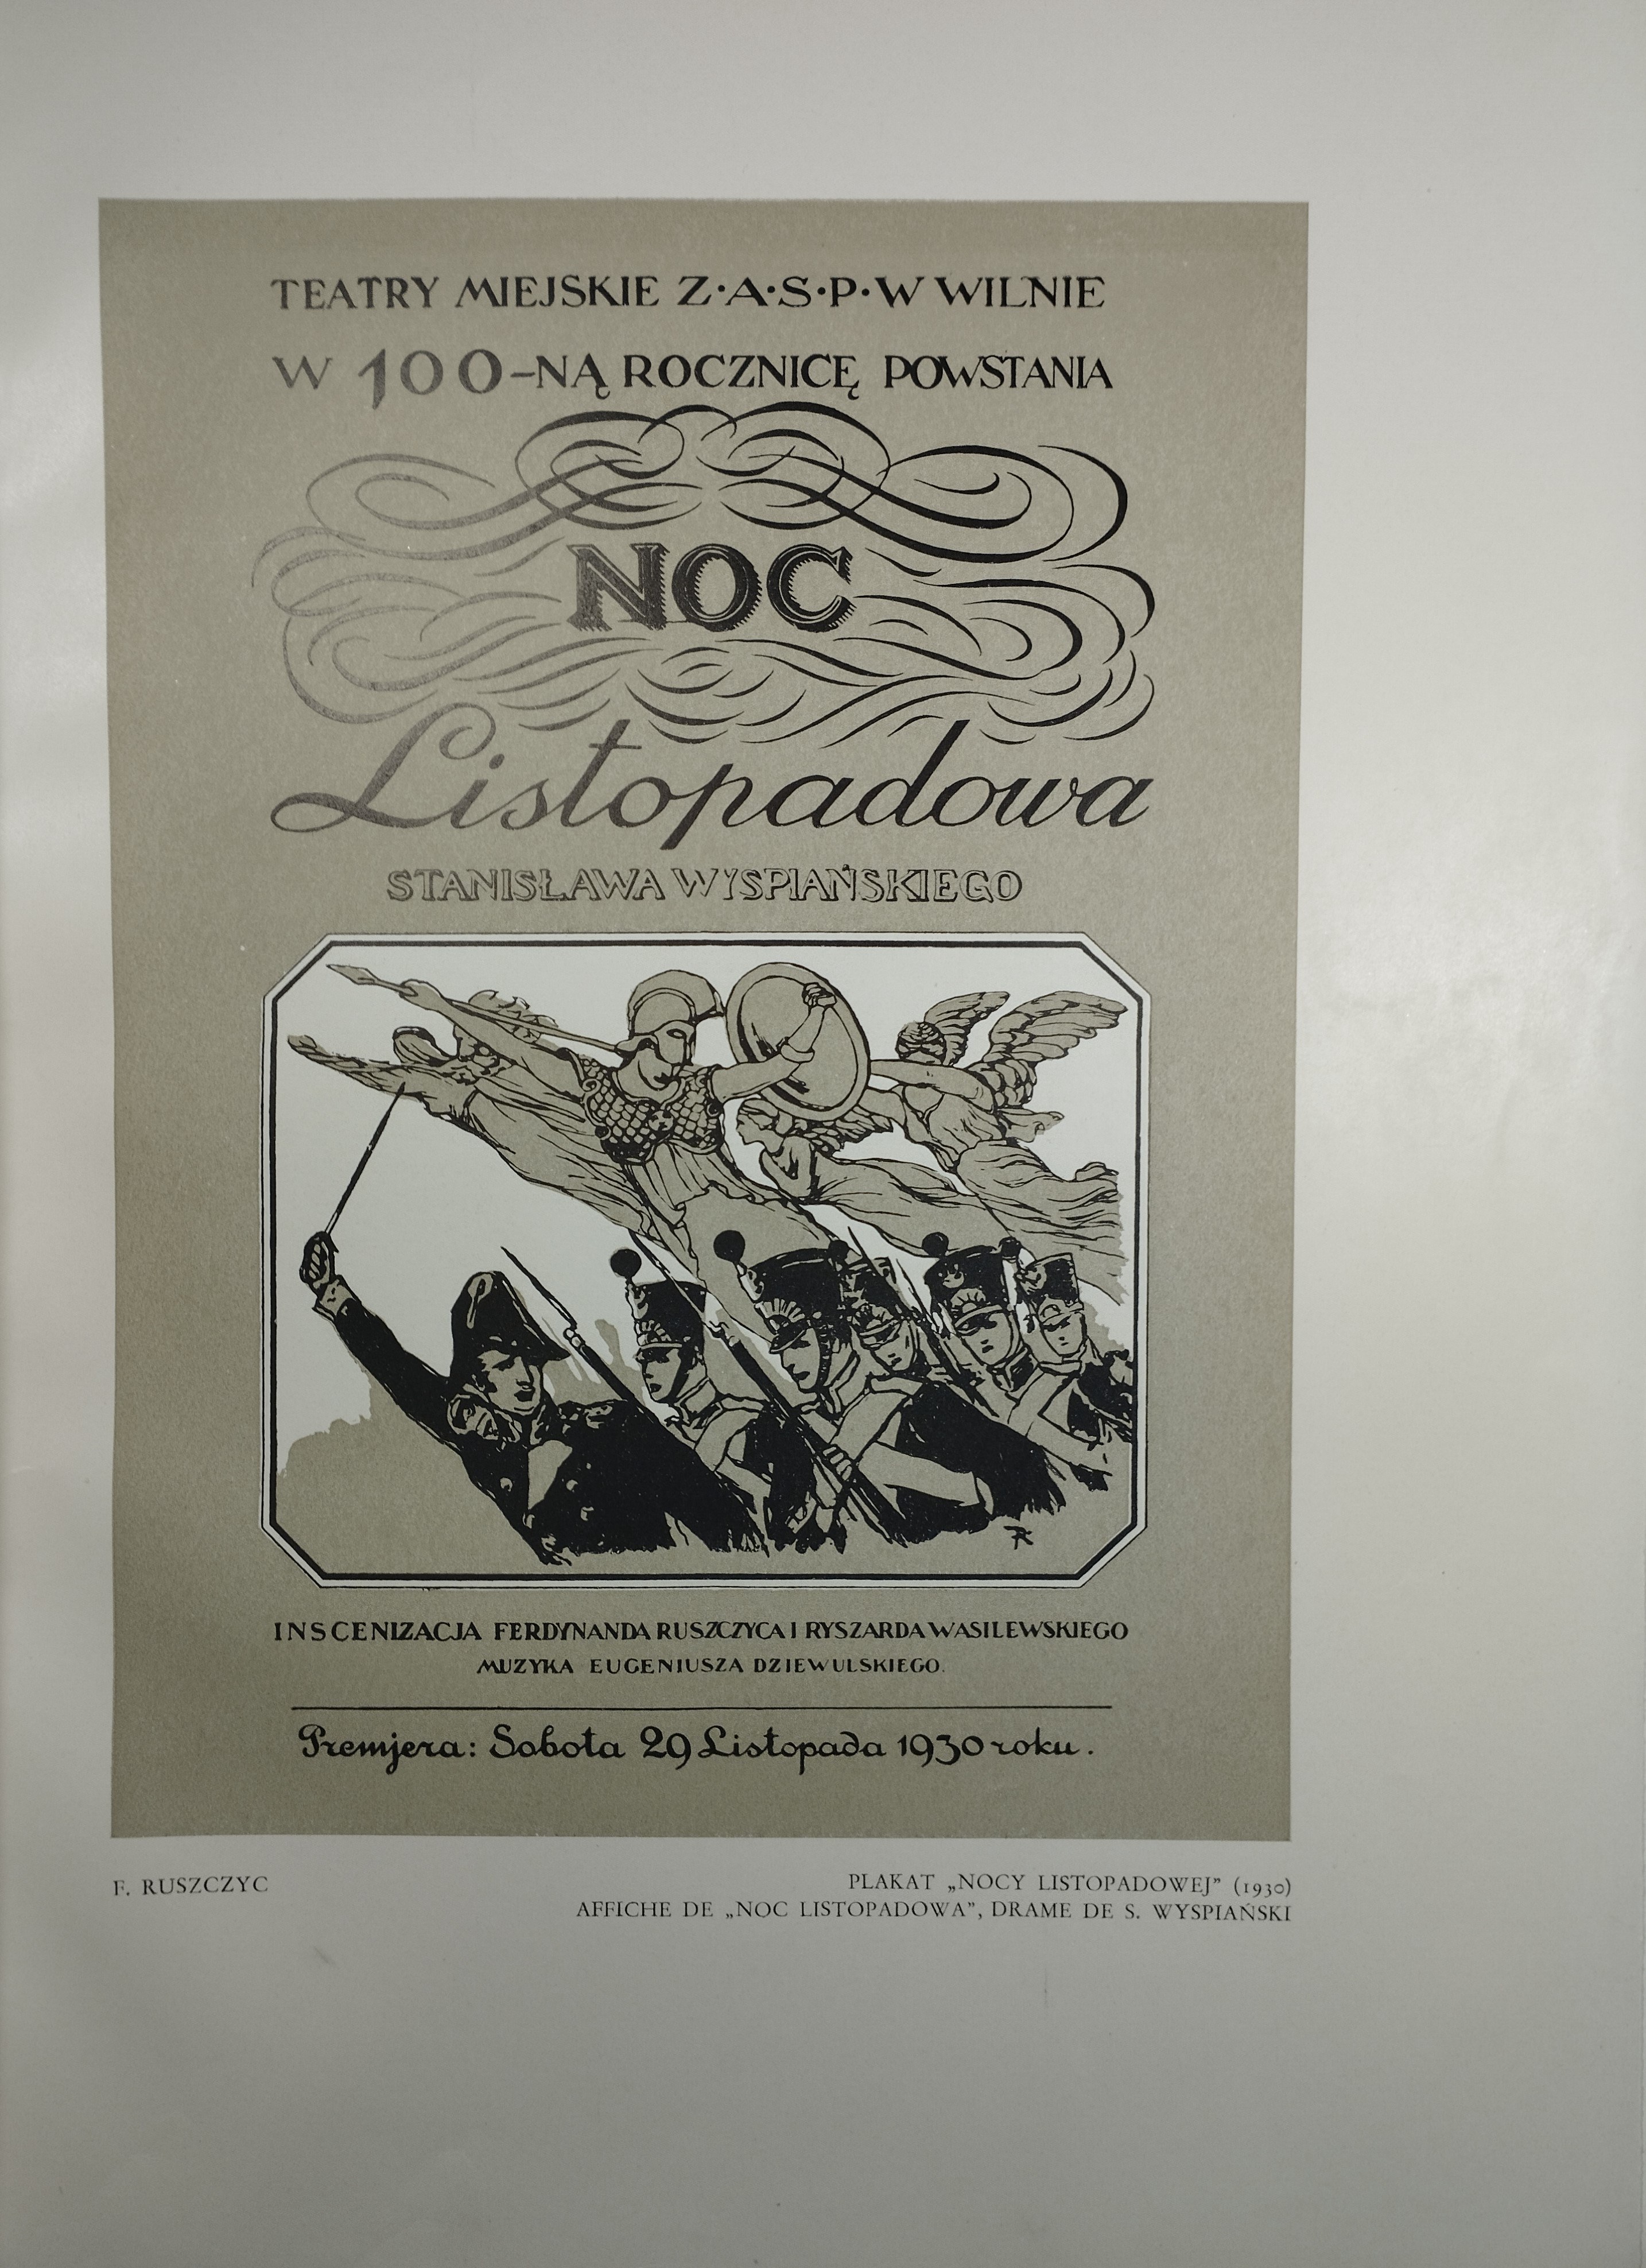 TEATRY MIEJSKIE Z·A·S·P·W WILNIE
W 100-NĄ ROCZNICĘ POWSTANIA
NOC
Listopadowa
STANISŁAWA WYSPIAŃSKIEGO
FR
INSCENIZACJA FERDYNANDA RUSZCZYCA I RYSZARDA WASILEWSKIEGO
MUZYKA EUGENIUSZA DZIEWULSKIEGO.
Premjera: Sobota 29 Listopada 1930 roku.
F. RUSZCZYC
PLAKAT „NOCY LISTOPADOWEJ” (1930)
AFFICHE DE „NOC LISTOPADOWA”, DRAME DE S. WYSPIAŃSKI